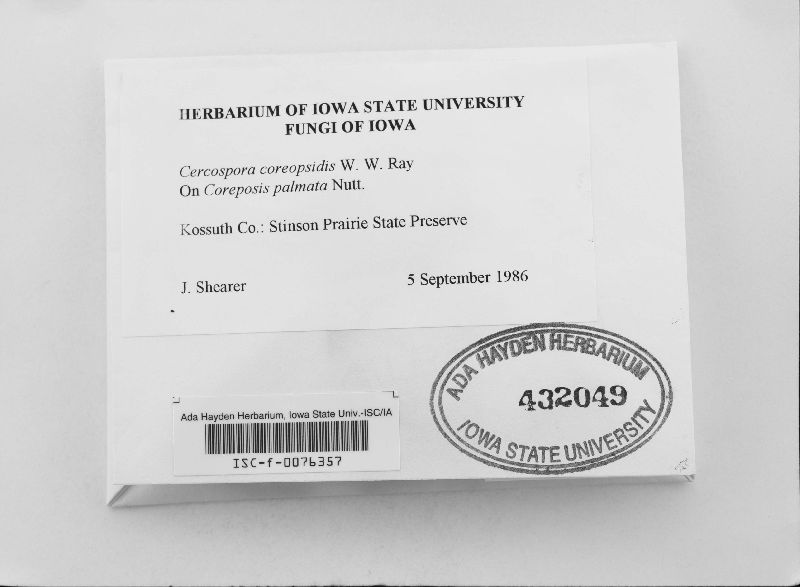 HERBARIUM OF IOWA STATE UNIVERSITY
FUNGI OF IOWA
Cercospora coreopsidis W. W. Ray
On Coreposis palmata Nutt.
Kossuth Co.: Stinson Prairie State Preserve
J. Shearer 5 September 1986
ADA HAYDEN HERBARIUM
432049
IOWA STATE UNIVERSITY
Ada Hayden Herbarium, Iowa State Univ.-ISC/IA
ISC-f-0076357